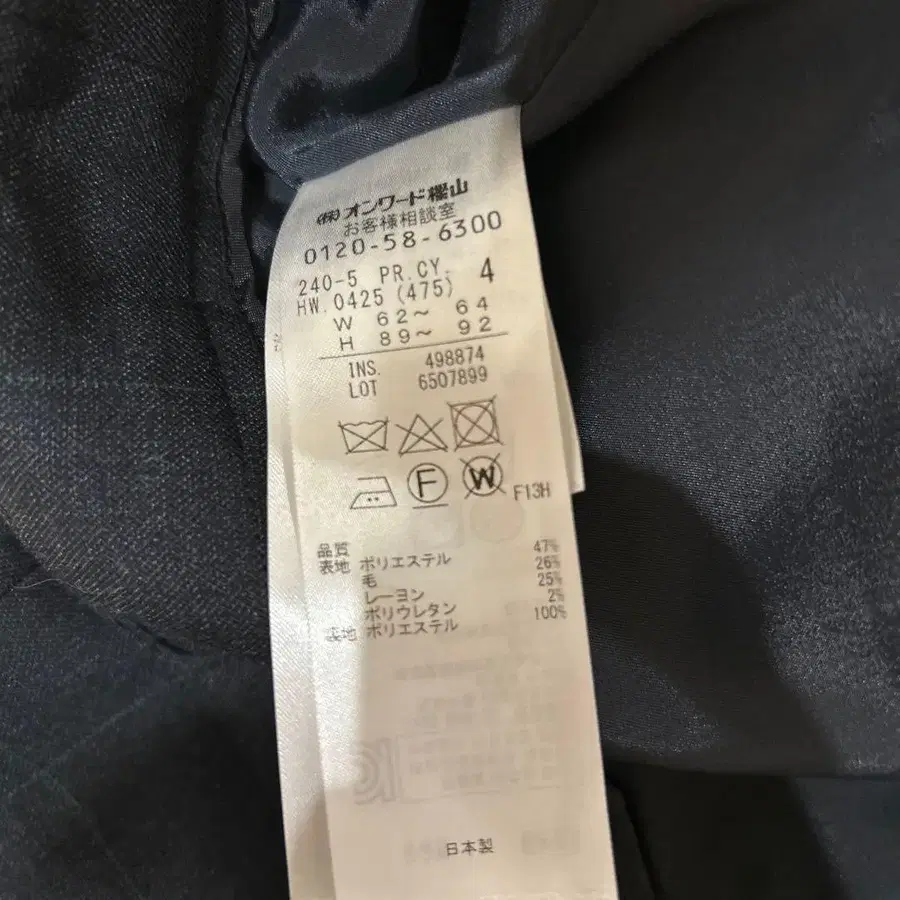 ㈱オンワード樫山
お客様相談室
0120-58-6300
240-5 PR.CY. 4
HW.0425 (475)
W 62～ 64
H 89～ 92
INS. 498874
LOT 6507899
F W F13H
品質
表地 ポリエステル 47%
毛 26%
レーヨン 25%
ポリウレタン 2%
ポリエステル 100%
日本製